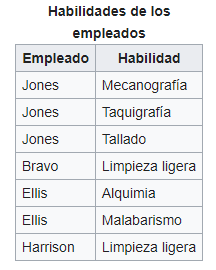 Habilidades de los
empleados
Empleado Habilidad
Jones Mecanografía
Jones Taquigrafía
Jones Tallado
Bravo Limpieza ligera
Ellis Alquimia
Ellis Malabarismo
Harrison Limpieza ligera